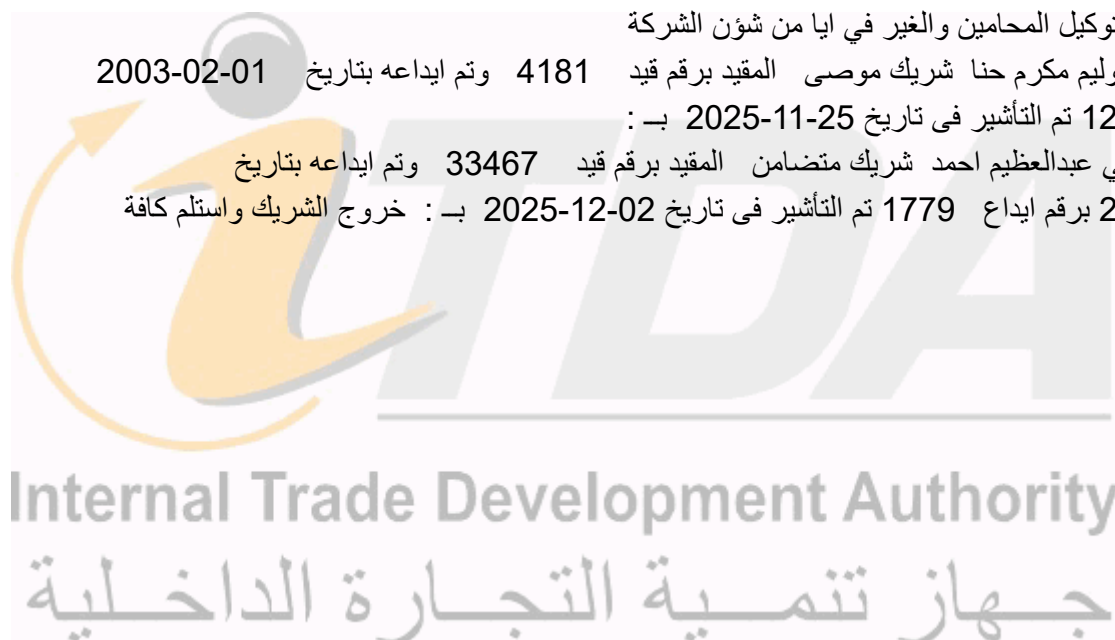 توكيل المحامين والغير في ايا من شؤن الشركة
وليم مكرم حنا شريك موصى المقيد برقم قيد 4181 وتم ايداعه بتاريخ 01-02-2003
12 تم التأشير فى تاريخ 25-11-2025 بــ :
ي عبدالعظيم احمد شريك متضامن المقيد برقم قيد 33467 وتم ايداعه بتاريخ
2 برقم ايداع 1779 تم التأشير فى تاريخ 02-12-2025 بــ : خروج الشريك واستلم كافة
iTDA
Internal Trade Development Authority
جهاز تنمية التجارة الداخلية